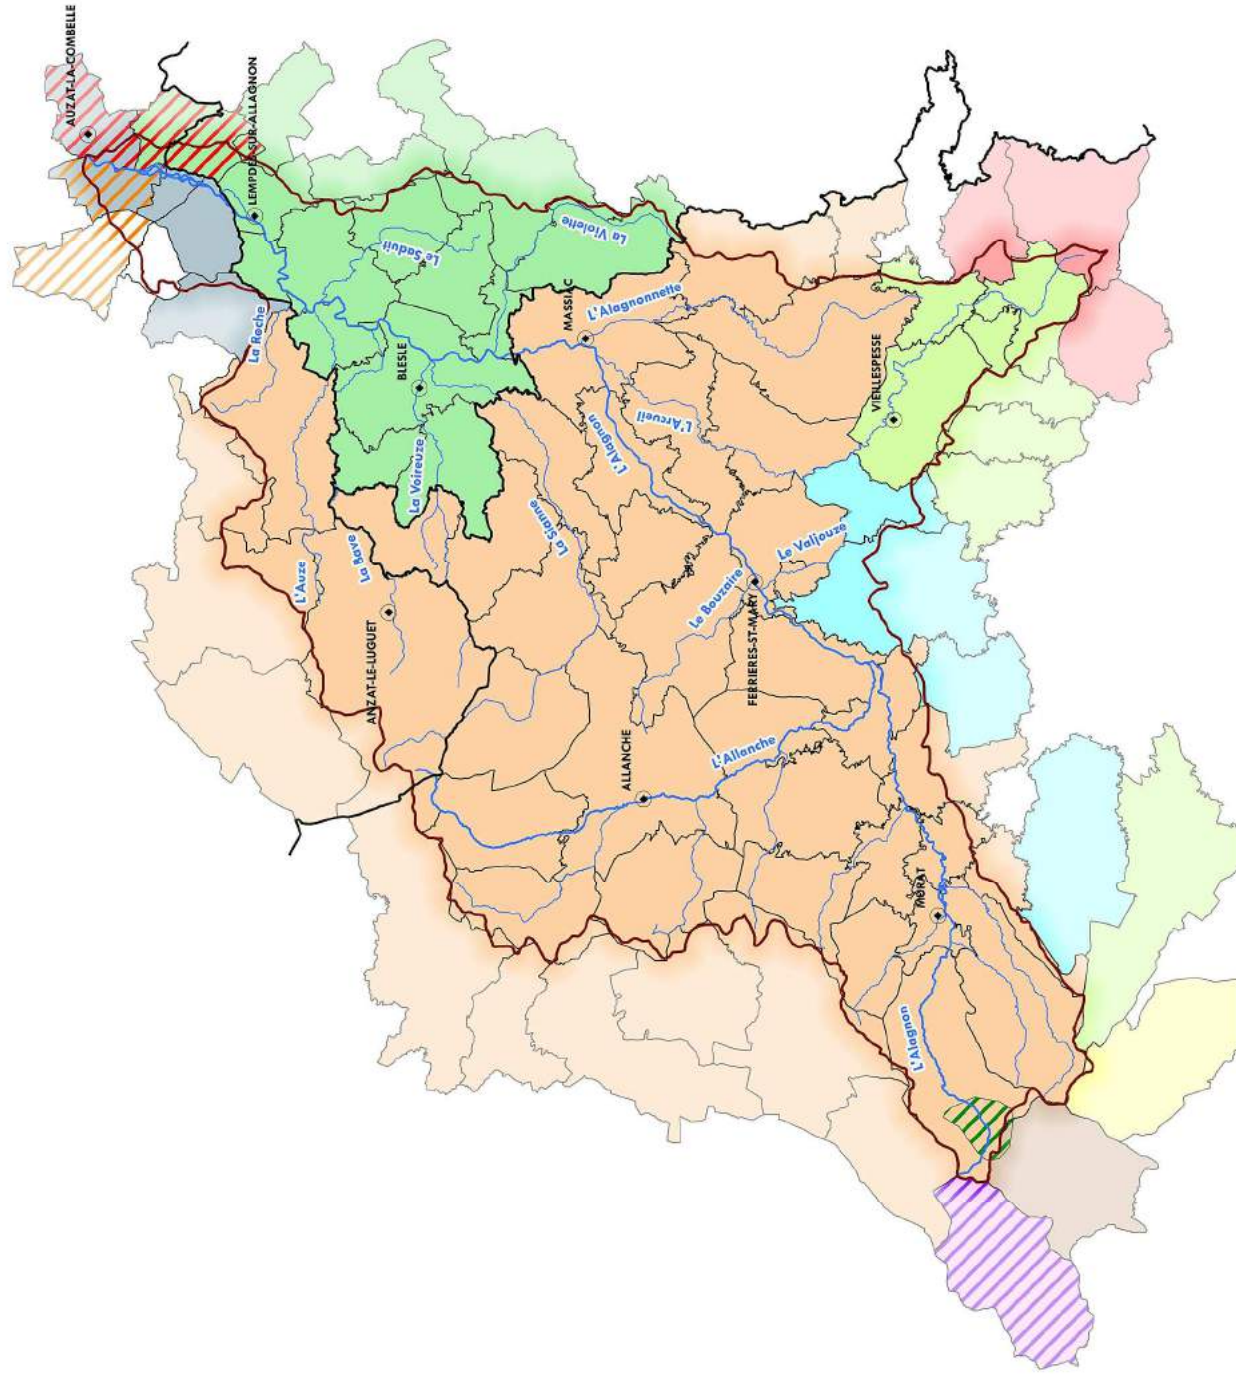 AUZAT-LA-COMBELLE
LEMPDES-SUR-ALLAGNON
La Roche
Le Saduit
La Violette
BLESLE
MASSIAC
L'Alagnonnette
La Voireuze
L'Alagnon
L'Arcueil
VIEILLESPESSE
L'Auze
La Bave
La Sianne
ANZAT-LE-LUGUET
Le Bouzaire
Le Valjouze
FERRIERES-ST-MARY
ALLANCHE
L'Allanche
MURAT
L'Alagnon